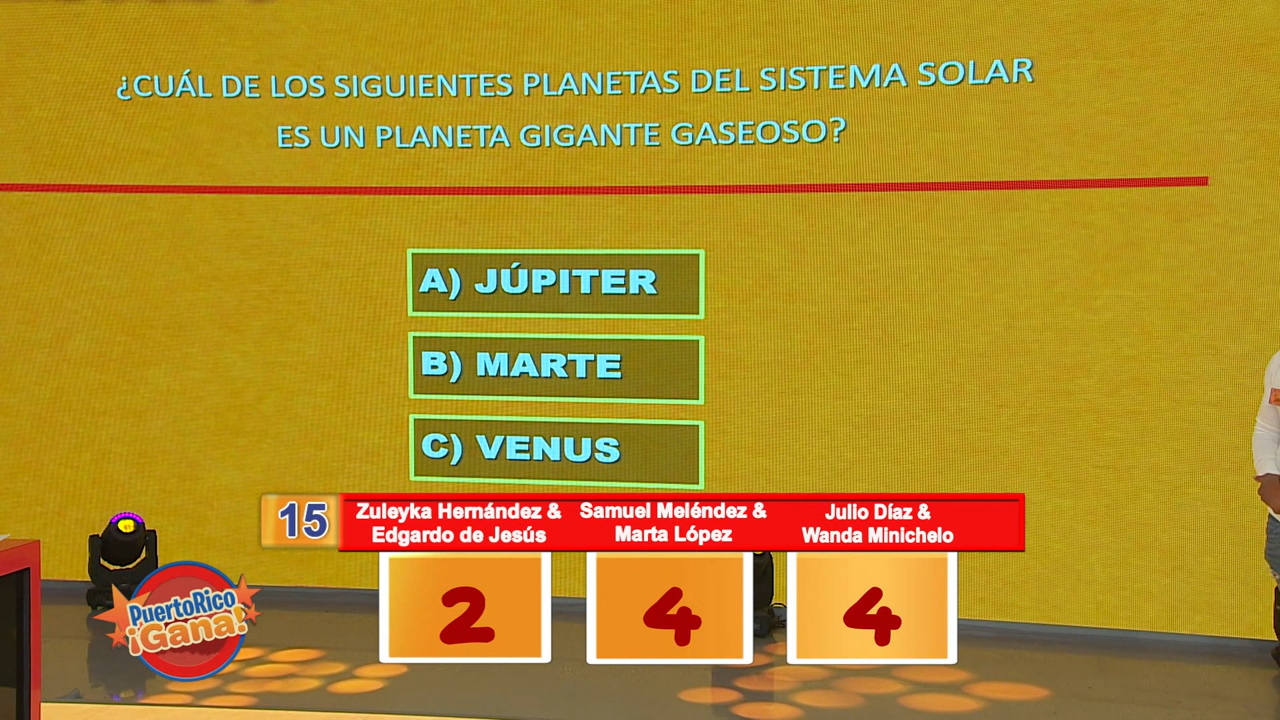 ¿CUÁL DE LOS SIGUIENTES PLANETAS DEL SISTEMA SOLAR
ES UN PLANETA GIGANTE GASEOSO?
A) JÚPITER
B) MARTE
C) VENUS
15
Zuleyka Hernández &
Edgardo de Jesús
Samuel Meléndez &
Marta López
Julio Díaz &
Wanda Minichelo
2
4
4
PuertoRico
¡Gana!